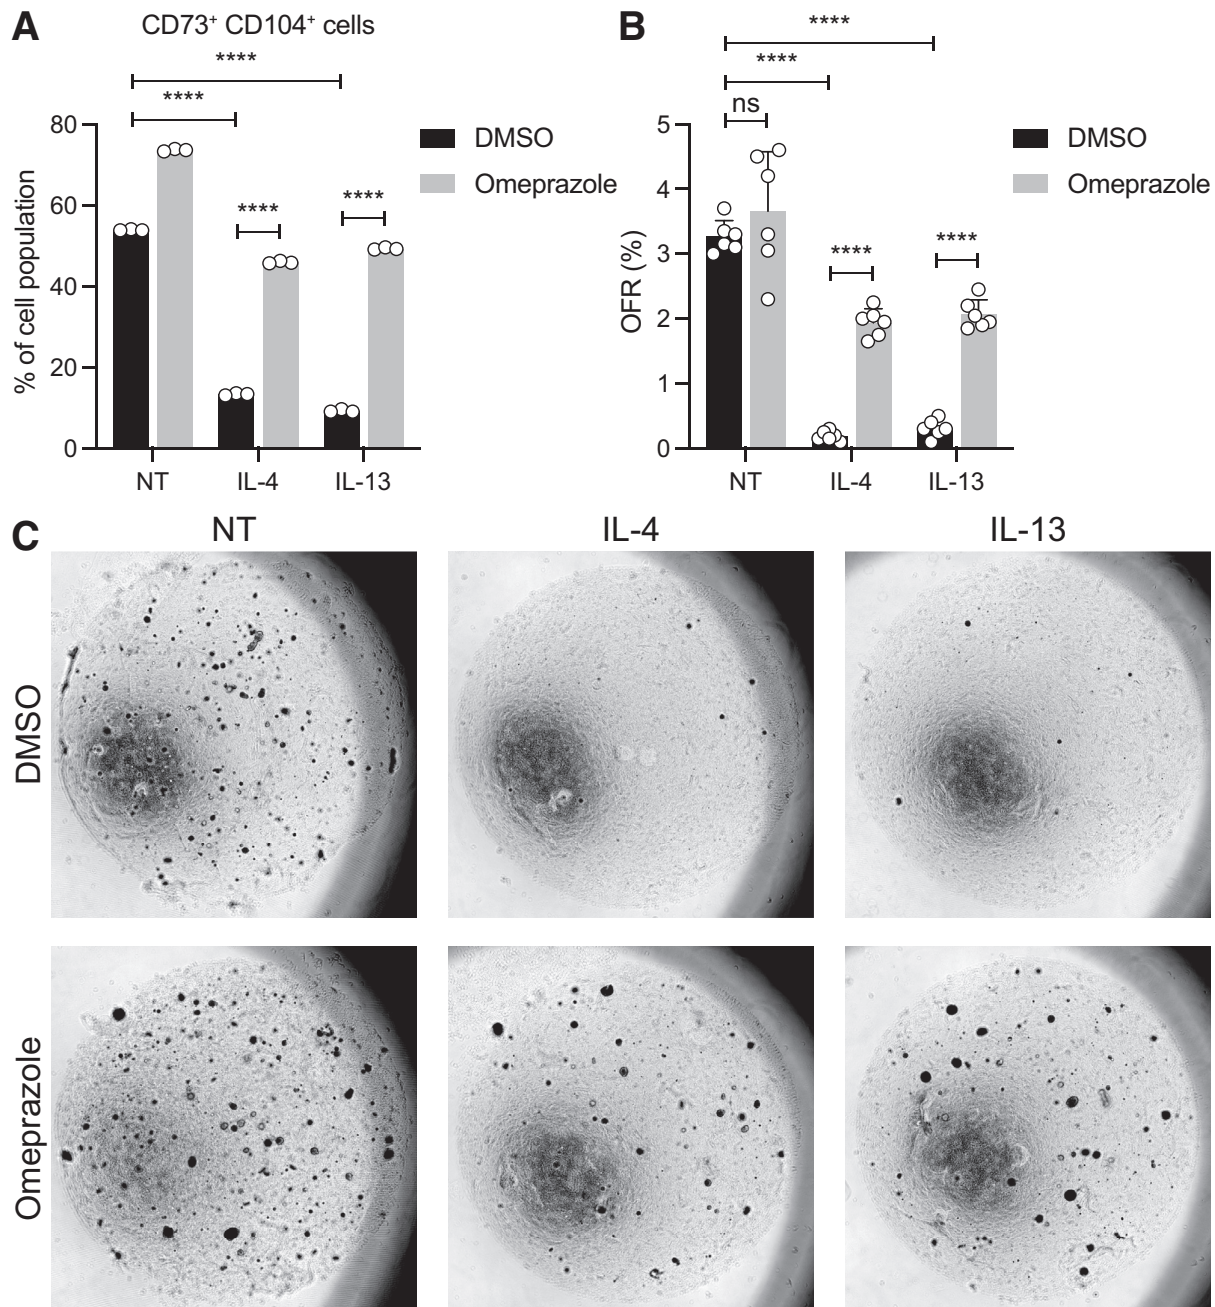 A
CD73⁺ CD104⁺ cells
****
****
****
****
80
60
40
20
0
% of cell population
NT
IL-4
IL-13
DMSO
Omeprazole
B
****
****
ns
****
****
5
4
3
2
1
0
OFR (%)
NT
IL-4
IL-13
DMSO
Omeprazole
C
NT
IL-4
IL-13
DMSO
Omeprazole